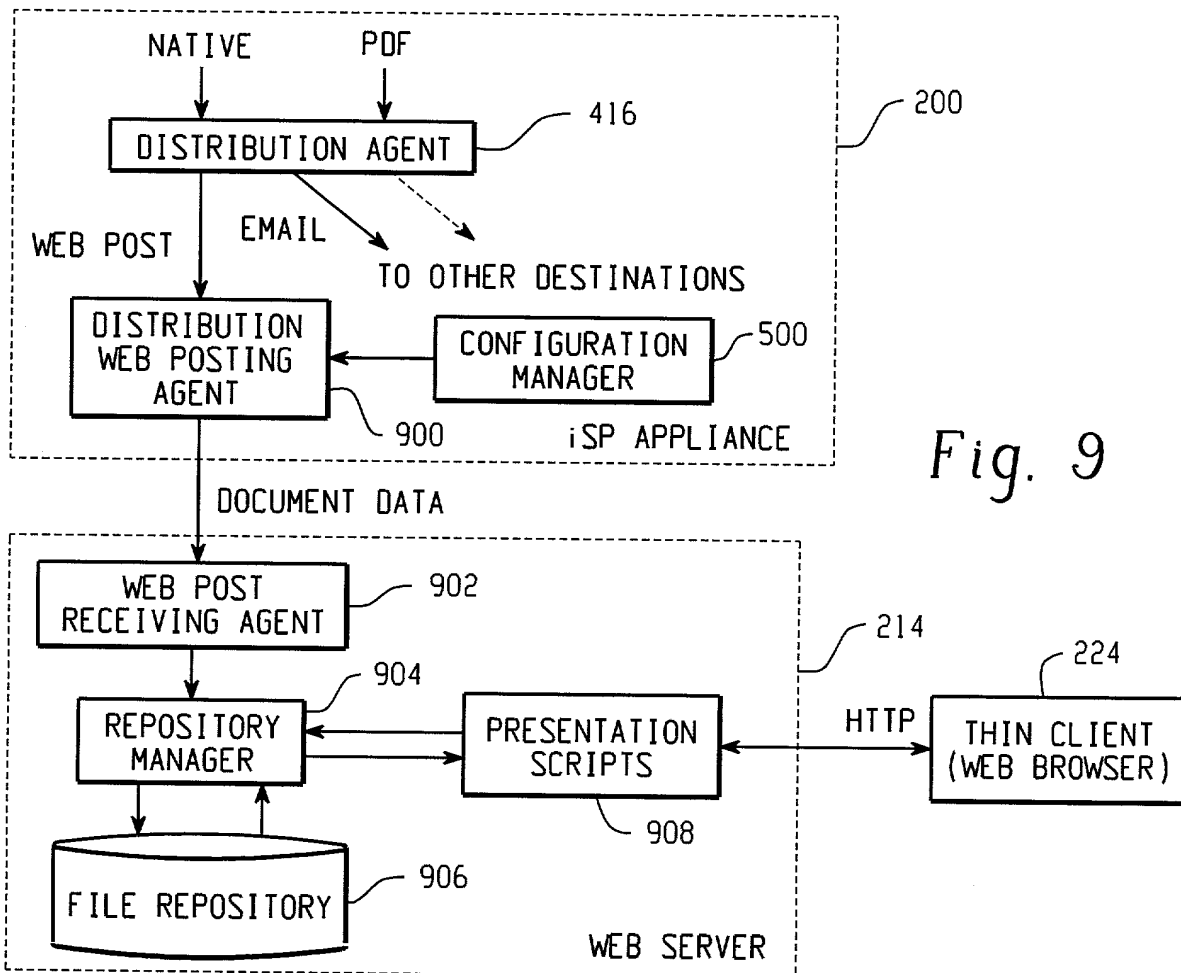 NATIVE
PDF
200
416
DISTRIBUTION AGENT
WEB POST
EMAIL
TO OTHER DESTINATIONS
DISTRIBUTION
WEB POSTING
AGENT
CONFIGURATION
MANAGER
500
900
iSP APPLIANCE
Fig. 9
DOCUMENT DATA
WEB POST
RECEIVING AGENT
902
214
904
224
REPOSITORY
MANAGER
PRESENTATION
SCRIPTS
HTTP
THIN CLIENT
(WEB BROWSER)
908
FILE REPOSITORY
906
WEB SERVER